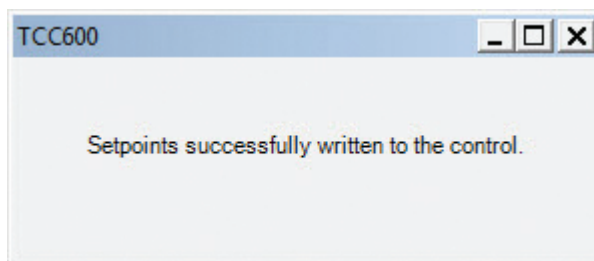 TCC600
Setpoints successfully written to the control.